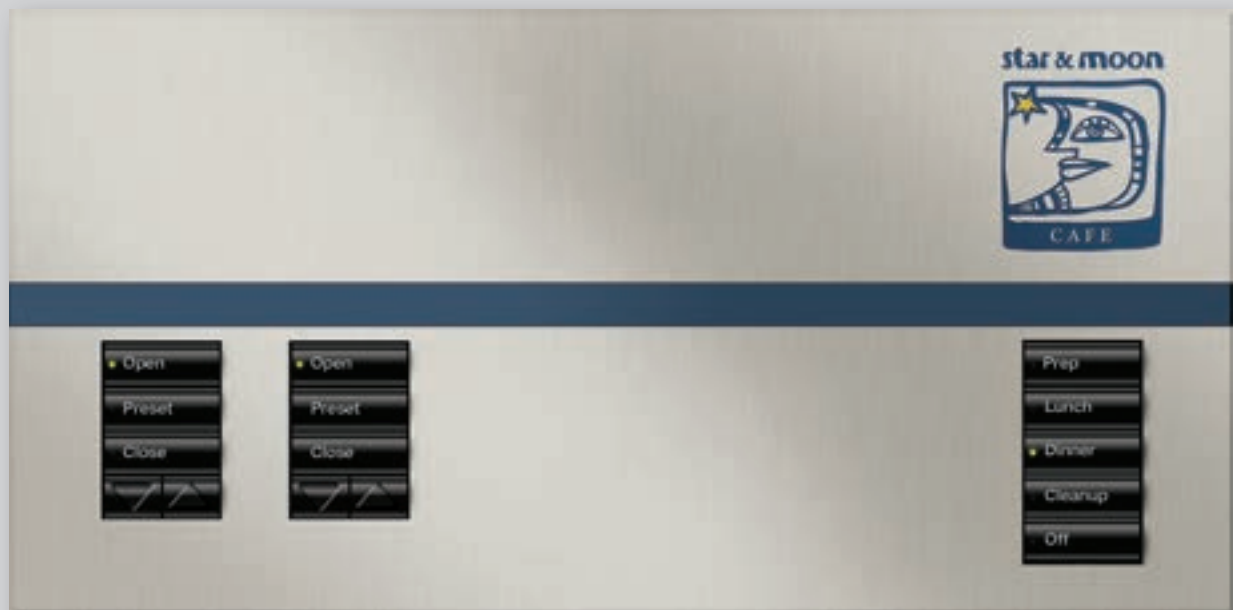 star & moon
CAFE
Open
Preset
Close
Open
Preset
Close
Prep
Lunch
Dinner
Cleanup
Off